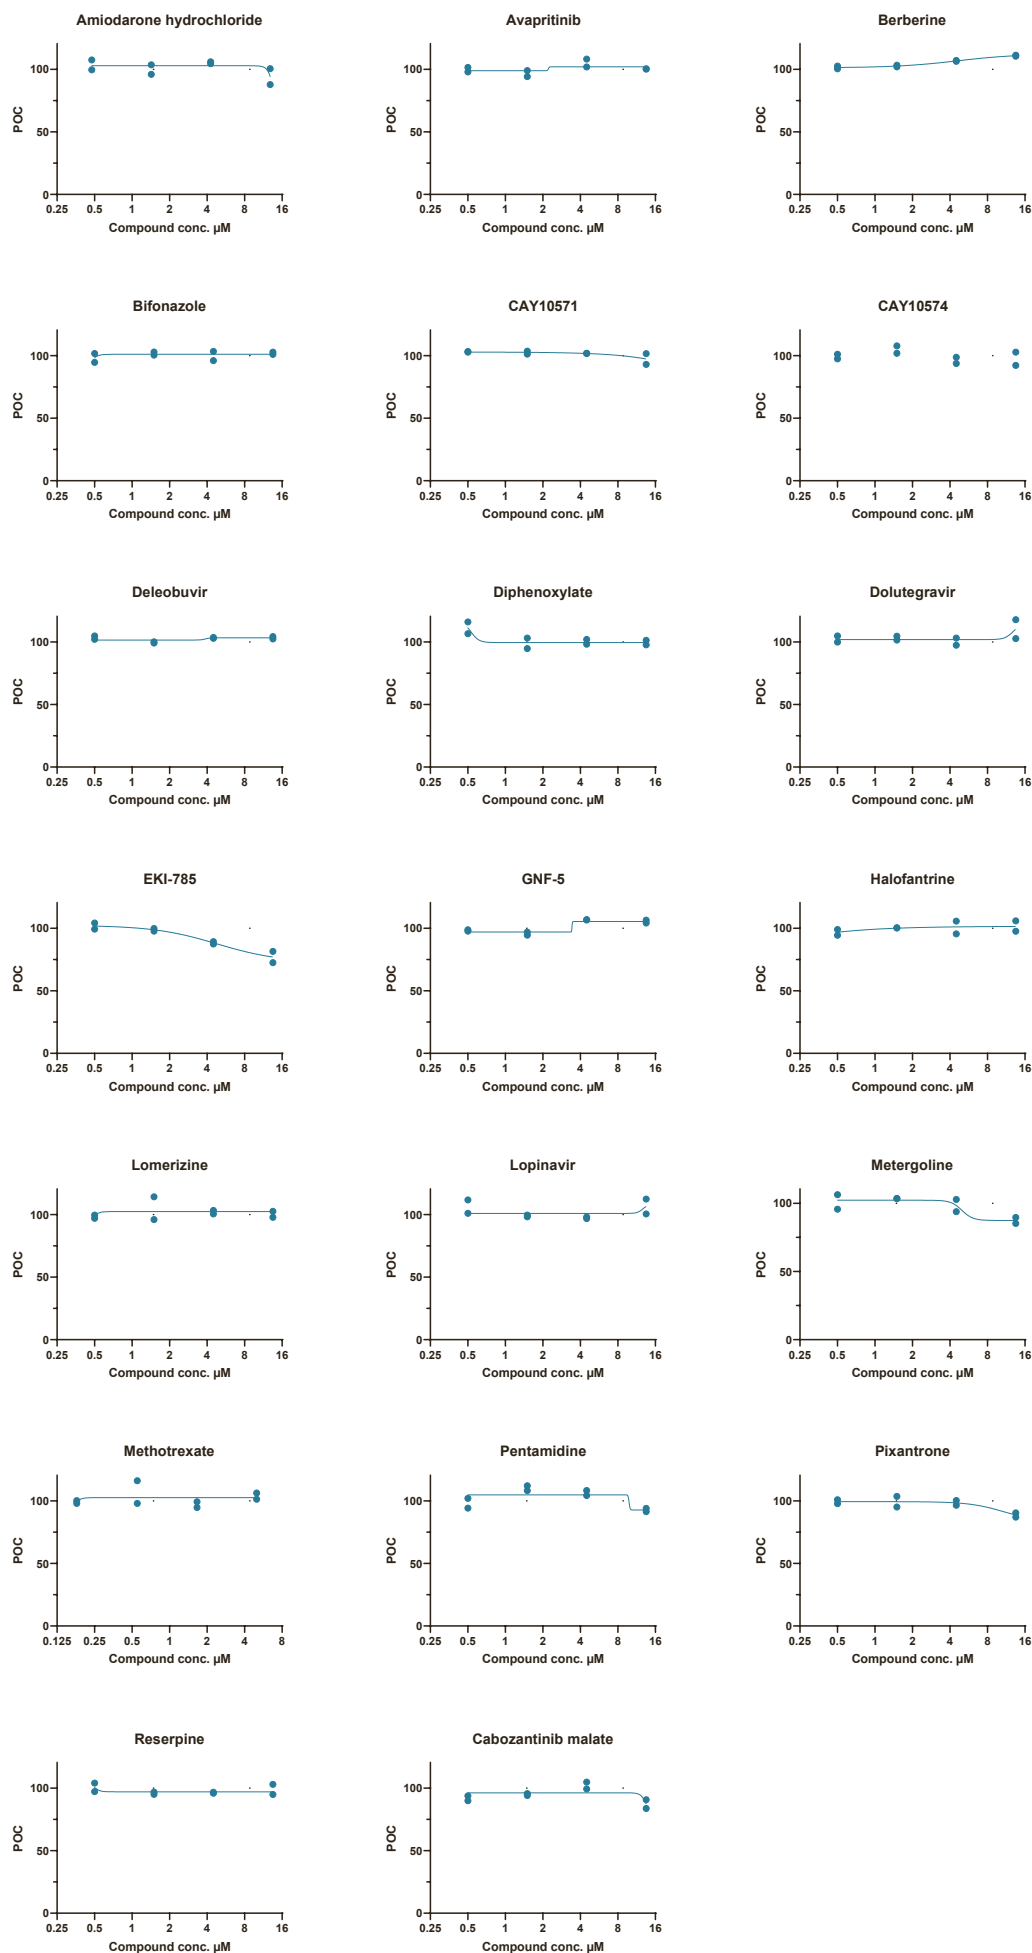 Amiodarone hydrochloride
POC
100
50
0
0.25 0.5 1 2 4 8 16
Compound conc. µM
Avapritinib
POC
100
50
0
0.25 0.5 1 2 4 8 16
Compound conc. µM
Berberine
POC
100
50
0
0.25 0.5 1 2 4 8 16
Compound conc. µM
Bifonazole
POC
100
50
0
0.25 0.5 1 2 4 8 16
Compound conc. µM
CAY10571
POC
100
50
0
0.25 0.5 1 2 4 8 16
Compound conc. µM
CAY10574
POC
100
50
0
0.25 0.5 1 2 4 8 16
Compound conc. µM
Deleobuvir
POC
100
50
0
0.25 0.5 1 2 4 8 16
Compound conc. µM
Diphenoxylate
POC
100
50
0
0.25 0.5 1 2 4 8 16
Compound conc. µM
Dolutegravir
POC
100
50
0
0.25 0.5 1 2 4 8 16
Compound conc. µM
EKI-785
POC
100
50
0
0.25 0.5 1 2 4 8 16
Compound conc. µM
GNF-5
POC
100
50
0
0.25 0.5 1 2 4 8 16
Compound conc. µM
Halofantrine
POC
100
50
0
0.25 0.5 1 2 4 8 16
Compound conc. µM
Lomerizine
POC
100
50
0
0.25 0.5 1 2 4 8 16
Compound conc. µM
Lopinavir
POC
100
50
0
0.25 0.5 1 2 4 8 16
Compound conc. µM
Metergoline
POC
100
50
0
0.25 0.5 1 2 4 8 16
Compound conc. µM
Methotrexate
POC
100
50
0
0.125 0.25 0.5 1 2 4 8
Compound conc. µM
Pentamidine
POC
100
50
0
0.25 0.5 1 2 4 8 16
Compound conc. µM
Pixantrone
POC
100
50
0
0.25 0.5 1 2 4 8 16
Compound conc. µM
Reserpine
POC
100
50
0
0.25 0.5 1 2 4 8 16
Compound conc. µM
Cabozantinib malate
POC
100
50
0
0.25 0.5 1 2 4 8 16
Compound conc. µM